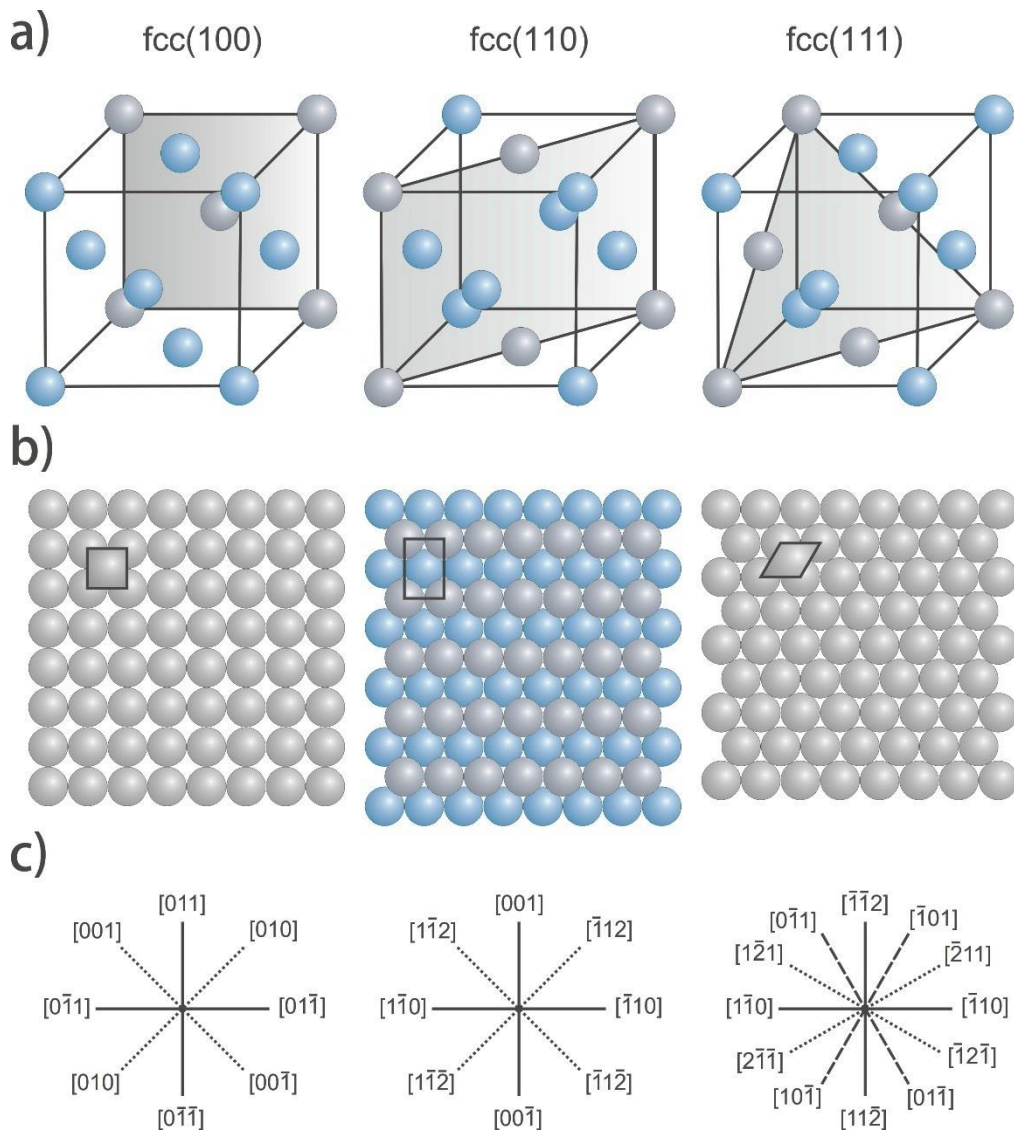 a)
fcc(100) fcc(110) fcc(111)
b)
c)
[011] [001] [1̄1̄2]
[001] [010] [11̄2] [1̄12] [01̄1] [1̄01]
[12̄1] [2̄11]
[01̄1] [011̄] [11̄0] [1̄10] [11̄0] [1̄10]
[21̄1̄] [1̄21̄]
[010] [001̄] [11̄2̄] [1̄12̄] [101̄] [011̄]
[01̄1̄] [001̄] [112̄]